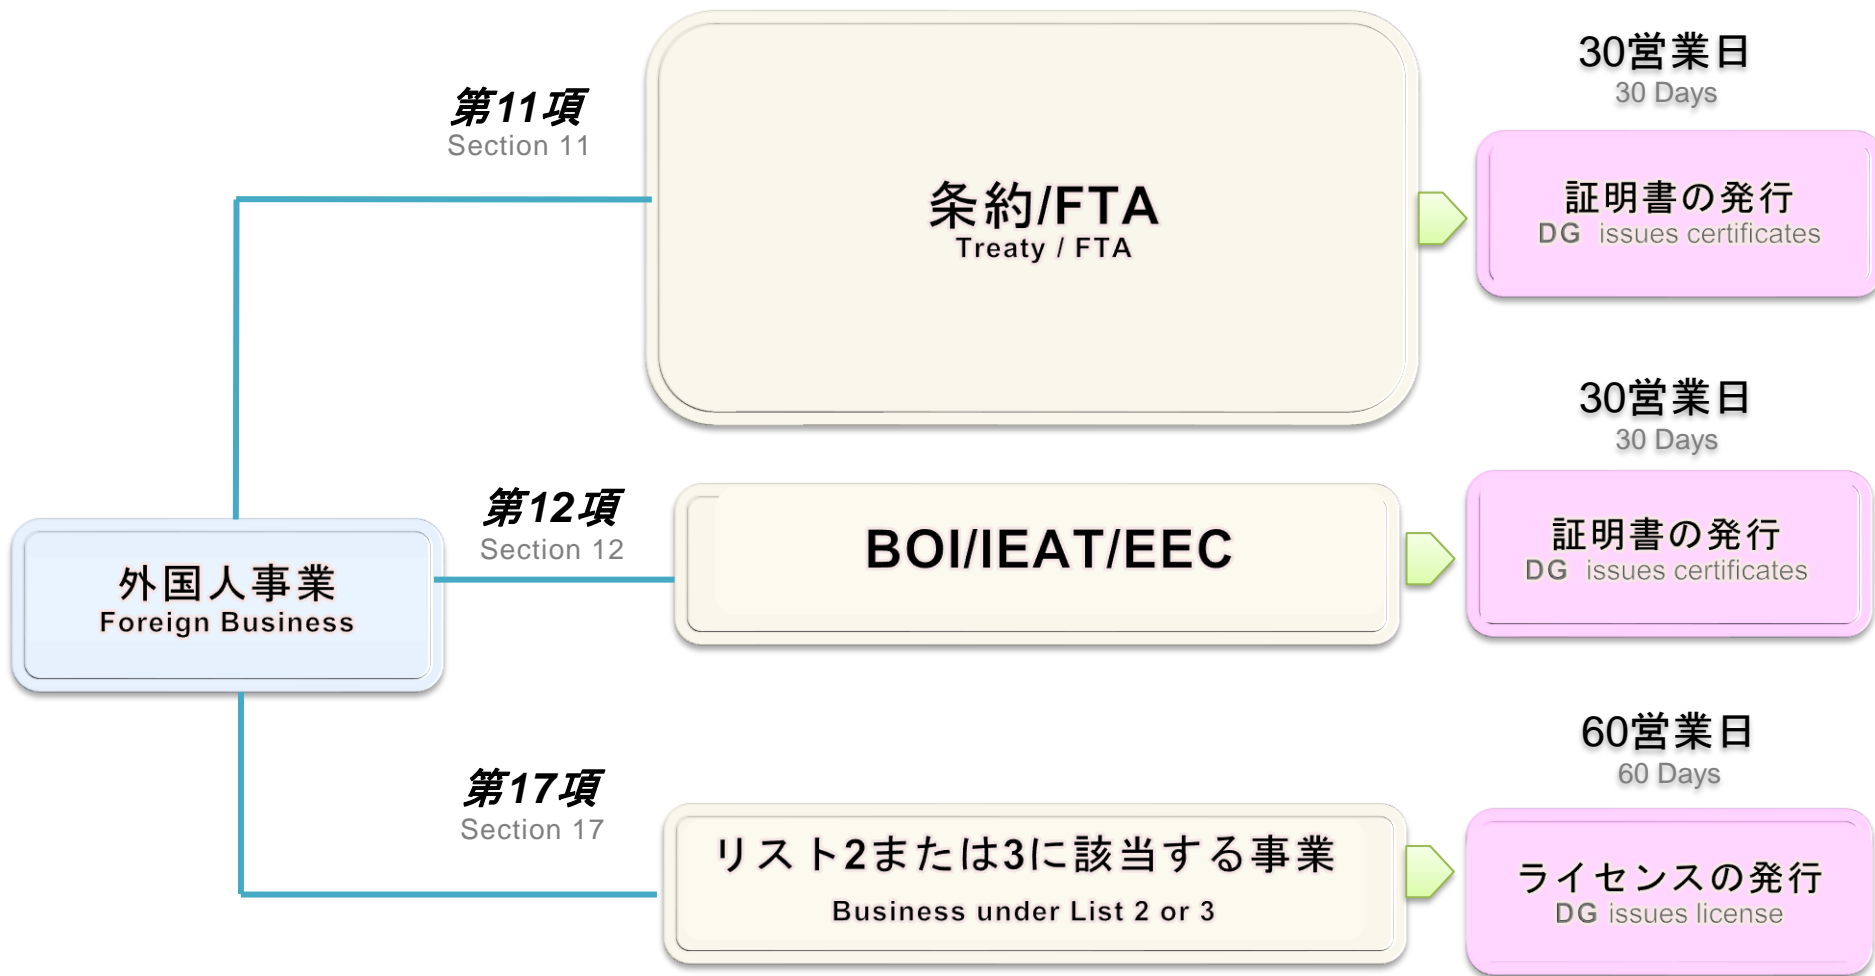 30営業日
30 Days
第11項
Section 11
条約/FTA
Treaty / FTA
証明書の発行
DG issues certificates
30営業日
30 Days
第12項
Section 12
BOI/IEAT/EEC
証明書の発行
DG issues certificates
外国人事業
Foreign Business
60営業日
60 Days
第17項
Section 17
リスト2または3に該当する事業
Business under List 2 or 3
ライセンスの発行
DG issues license